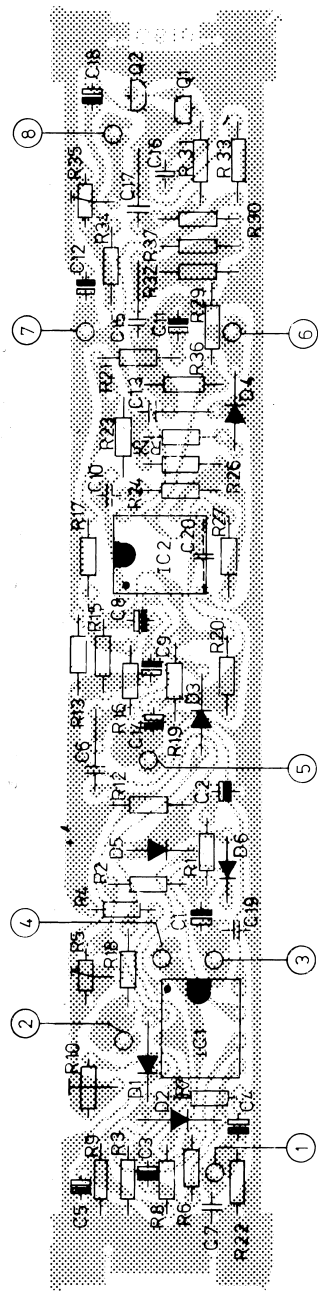 C18
Q2
Q1
8
R35
C16
R31
R33
C17
R34
R37
R30
C12
R32
7
C15
C11
R39
6
R21
R36
C13
D4
R23
R26
C10
R24
R17
IC2
C20
R27
C8
R15
R13
C9
R16
R20
C14
R19
D3
C6
5
R12
C2
D5
R1
D6
R2
R4
4
C1
C19
R5
R18
3
2
IC1
R10
D1
D2
C4
R9
R3
C3
1
C5
R8
R6
C7
R22